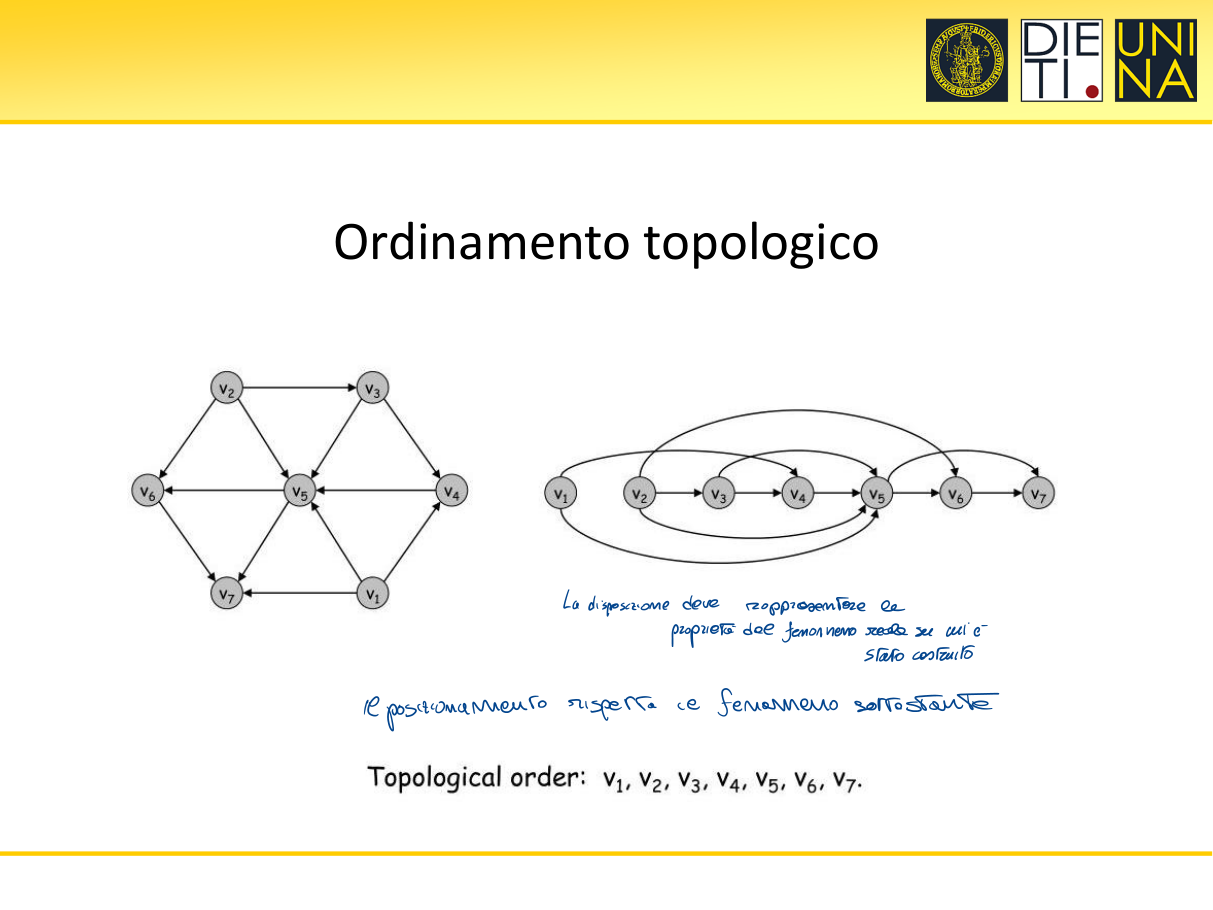 DIE UNI
TI. NA
Ordinamento topologico
v2 v3
v6 v5 v4
v7 v1
v1 v2 v3 v4 v5 v6 v7
La disposizione deve rappresentare le
proprietà del fenomeno reale su cui è
stato costruito
Il posizionamento rispetta il fenomeno sottostante
Topological order: v1, v2, v3, v4, v5, v6, v7.